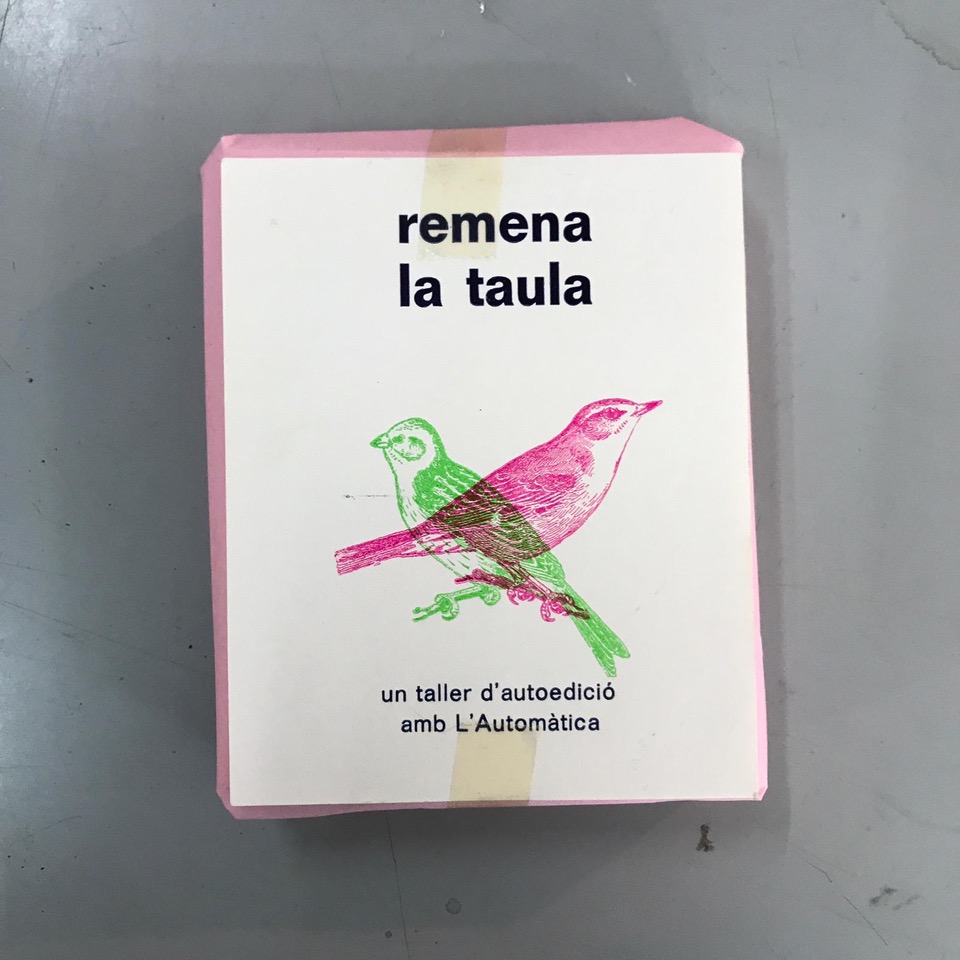 remena
la taula
un taller d'autoedició
amb L'Automàtica